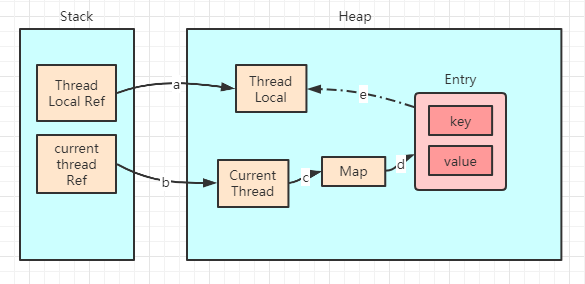 Stack
Heap
Thread
Local Ref
a
Thread
Local
e
Entry
key
value
current
thread
Ref
b
Current
Thread
c
Map
d